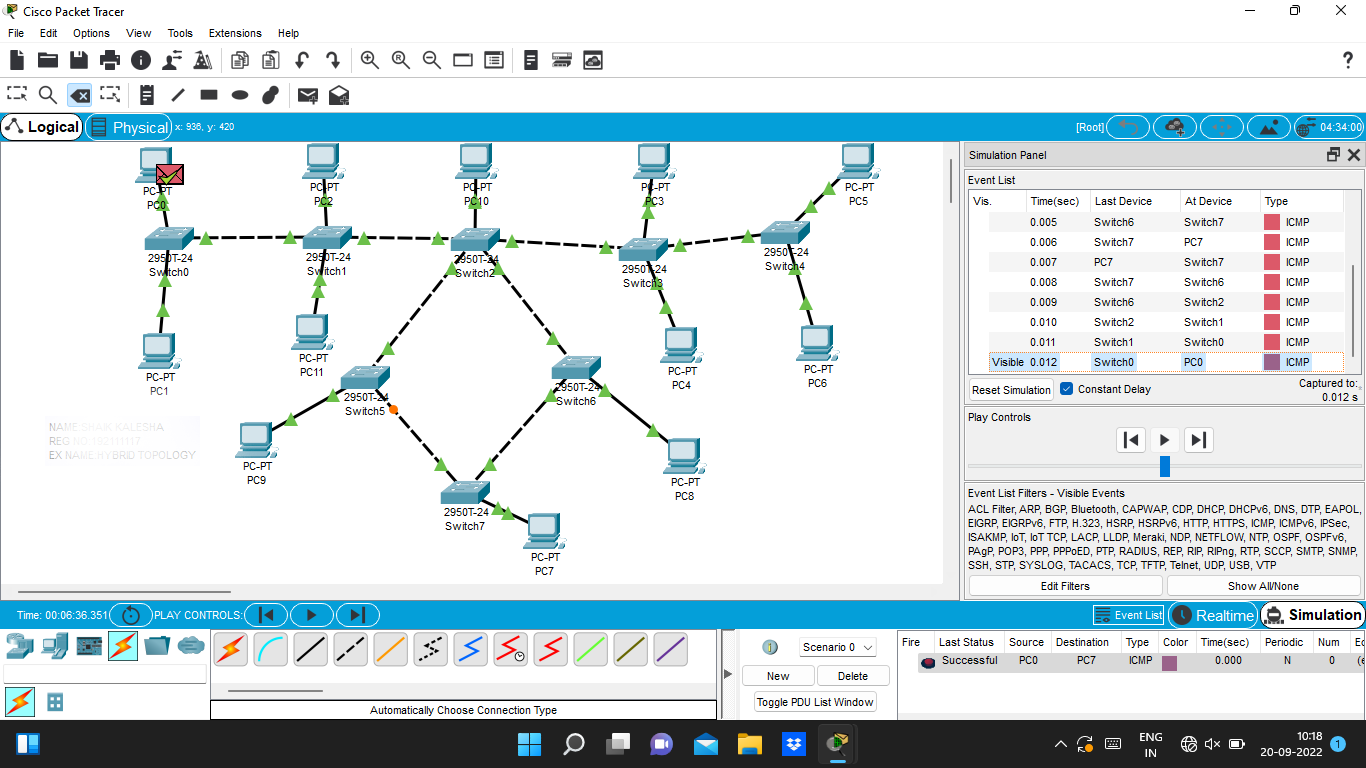 Cisco Packet Tracer
File Edit Options View Tools Extensions Help
?
Logical Physical x: 936, y: 420 [Root] 04:34:00
PC-PT
PC0
PC-PT
PC2
PC-PT
PC10
PC-PT
PC3
PC-PT
PC5
2950T-24
Switch0
2950T-24
Switch1
2950T-24
Switch2
2950T-24
Switch3
2950T-24
Switch4
PC-PT
PC1
PC-PT
PC11
PC-PT
PC4
PC-PT
PC6
2950T-24
Switch5
2950T-24
Switch6
NAME:SHAIK KALESHA
REG NO:192111117
EX NAME:HYBRID TOPOLOGY
PC-PT
PC9
PC-PT
PC8
2950T-24
Switch7
PC-PT
PC7
Simulation Panel
Event List
Vis. Time(sec) Last Device At Device Type
0.005 Switch6 Switch7 ICMP
0.006 Switch7 PC7 ICMP
0.007 PC7 Switch7 ICMP
0.008 Switch7 Switch6 ICMP
0.009 Switch6 Switch2 ICMP
0.010 Switch2 Switch1 ICMP
0.011 Switch1 Switch0 ICMP
Visible 0.012 Switch0 PC0 ICMP
Reset Simulation Constant Delay Captured to:
0.012 s
Play Controls
Event List Filters - Visible Events
ACL Filter, ARP, BGP, Bluetooth, CAPWAP, CDP, DHCP, DHCPv6, DNS, DTP, EAPOL,
EIGRP, EIGRPv6, FTP, H.323, HSRP, HSRPv6, HTTP, HTTPS, ICMP, ICMPv6, IPSec,
ISAKMP, IoT, IoT TCP, LACP, LLDP, Meraki, NDP, NETFLOW, NTP, OSPF, OSPFv6,
PAgP, POP3, PPP, PPPoED, PTP, RADIUS, REP, RIP, RIPng, RTP, SCCP, SMTP, SNMP,
SSH, STP, SYSLOG, TACACS, TCP, TFTP, Telnet, UDP, USB, VTP
Edit Filters Show All/None
Time: 00:06:36.351 PLAY CONTROLS: Event List Realtime Simulation
Scenario 0
New Delete
Toggle PDU List Window
Automatically Choose Connection Type
Fire Last Status Source Destination Type Color Time(sec) Periodic Num Ec
Successful PC0 PC7 ICMP 0.000 N 0 (e
ENG
IN
10:18
20-09-2022
1